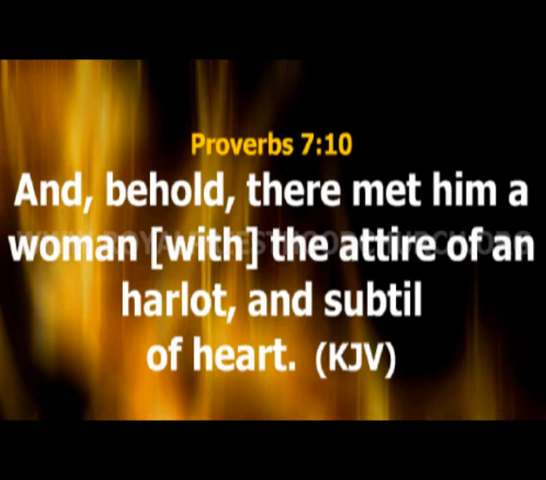 Proverbs 7:10
And, behold, there met him a
woman [with] the attire of an
harlot, and subtil
of heart. (KJV)